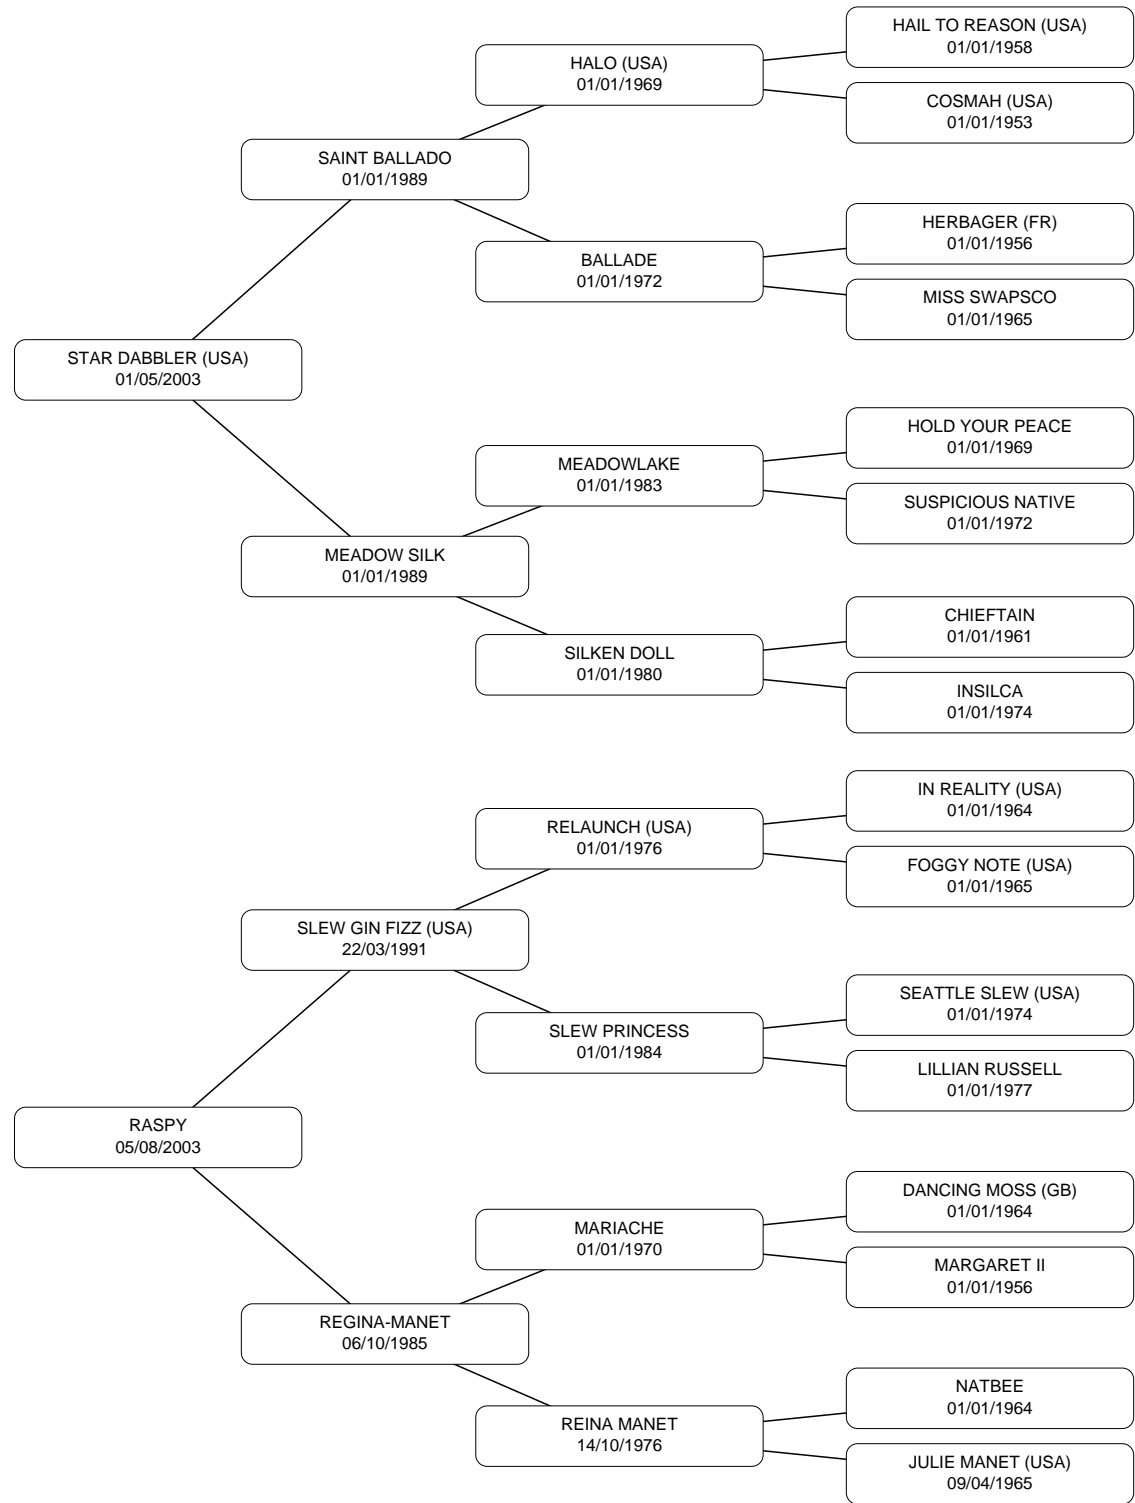 HAIL TO REASON (USA)
01/01/1958
HALO (USA)
01/01/1969
COSMAH (USA)
01/01/1953
SAINT BALLADO
01/01/1989
HERBAGER (FR)
01/01/1956
BALLADE
01/01/1972
MISS SWAPSCO
01/01/1965
STAR DABBLER (USA)
01/05/2003
HOLD YOUR PEACE
01/01/1969
MEADOWLAKE
01/01/1983
SUSPICIOUS NATIVE
01/01/1972
MEADOW SILK
01/01/1989
CHIEFTAIN
01/01/1961
SILKEN DOLL
01/01/1980
INSILCA
01/01/1974
IN REALITY (USA)
01/01/1964
RELAUNCH (USA)
01/01/1976
FOGGY NOTE (USA)
01/01/1965
SLEW GIN FIZZ (USA)
22/03/1991
SEATTLE SLEW (USA)
01/01/1974
SLEW PRINCESS
01/01/1984
LILLIAN RUSSELL
01/01/1977
RASPY
05/08/2003
DANCING MOSS (GB)
01/01/1964
MARIACHE
01/01/1970
MARGARET II
01/01/1956
REGINA-MANET
06/10/1985
NATBEE
01/01/1964
REINA MANET
14/10/1976
JULIE MANET (USA)
09/04/1965